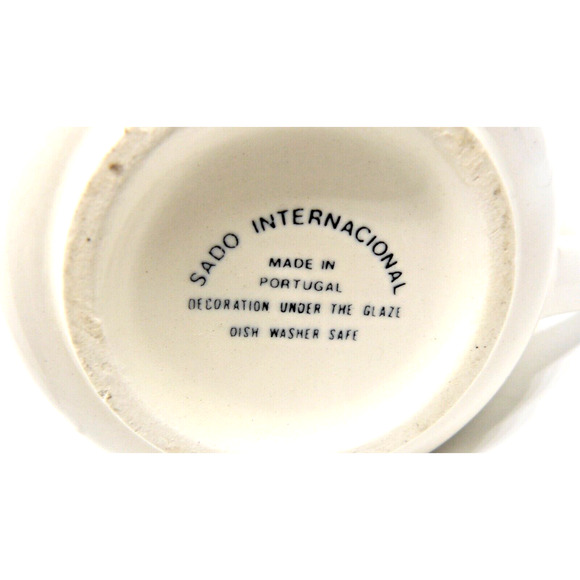 SADO INTERNACIONAL
MADE IN
PORTUGAL
DECORATION UNDER THE GLAZE
DISH WASHER SAFE